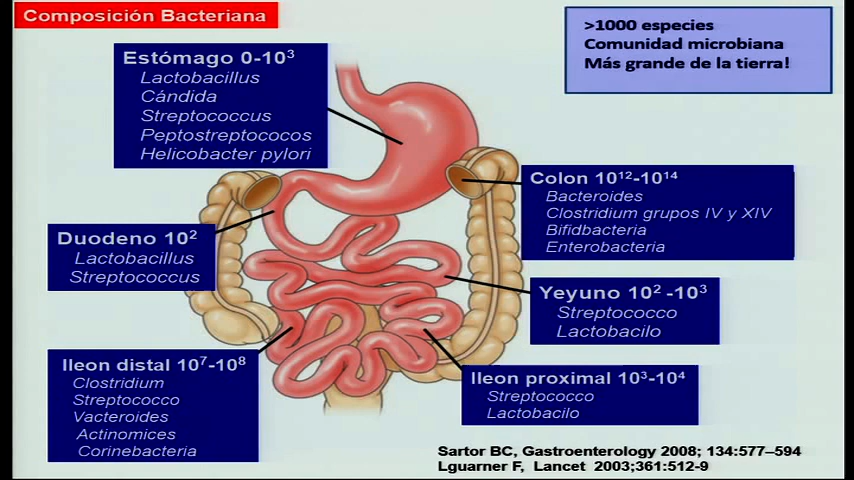 Composición Bacteriana
>1000 especies
Comunidad microbiana
Más grande de la tierra!
Estómago 0-10³
Lactobacillus
Cándida
Streptococcus
Peptostreptococos
Helicobacter pylori
Colon 10¹²-10¹⁴
Bacteroides
Clostridium grupos IV y XIV
Bifidbacteria
Enterobacteria
Duodeno 10²
Lactobacillus
Streptococcus
Yeyuno 10² -10³
Streptococco
Lactobacilo
Ileon distal 10⁷-10⁸
Clostridium
Streptococco
Vacteroides
Actinomices
Corinebacteria
Ileon proximal 10³-10⁴
Streptococco
Lactobacilo
Sartor BC, Gastroenterology 2008; 134:577–594
Lguarner F, Lancet 2003;361:512-9